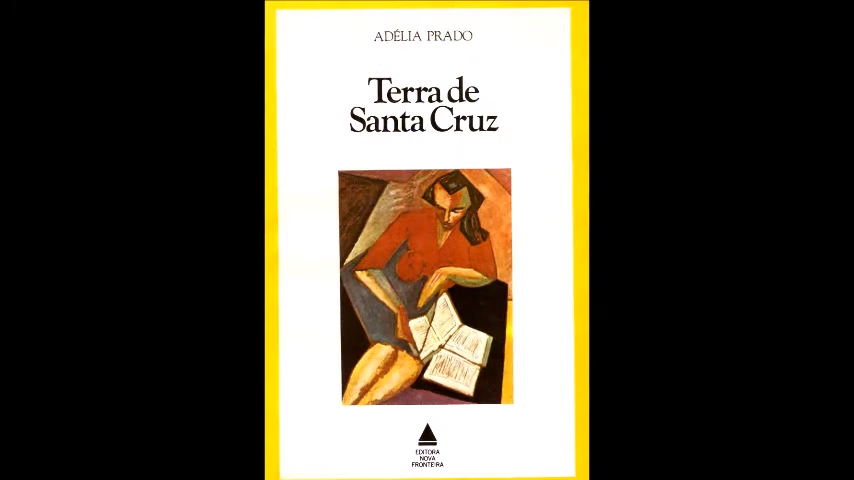 ADÉLIA PRADO
Terra de
Santa Cruz
EDITORA
NOVA
FRONTEIRA